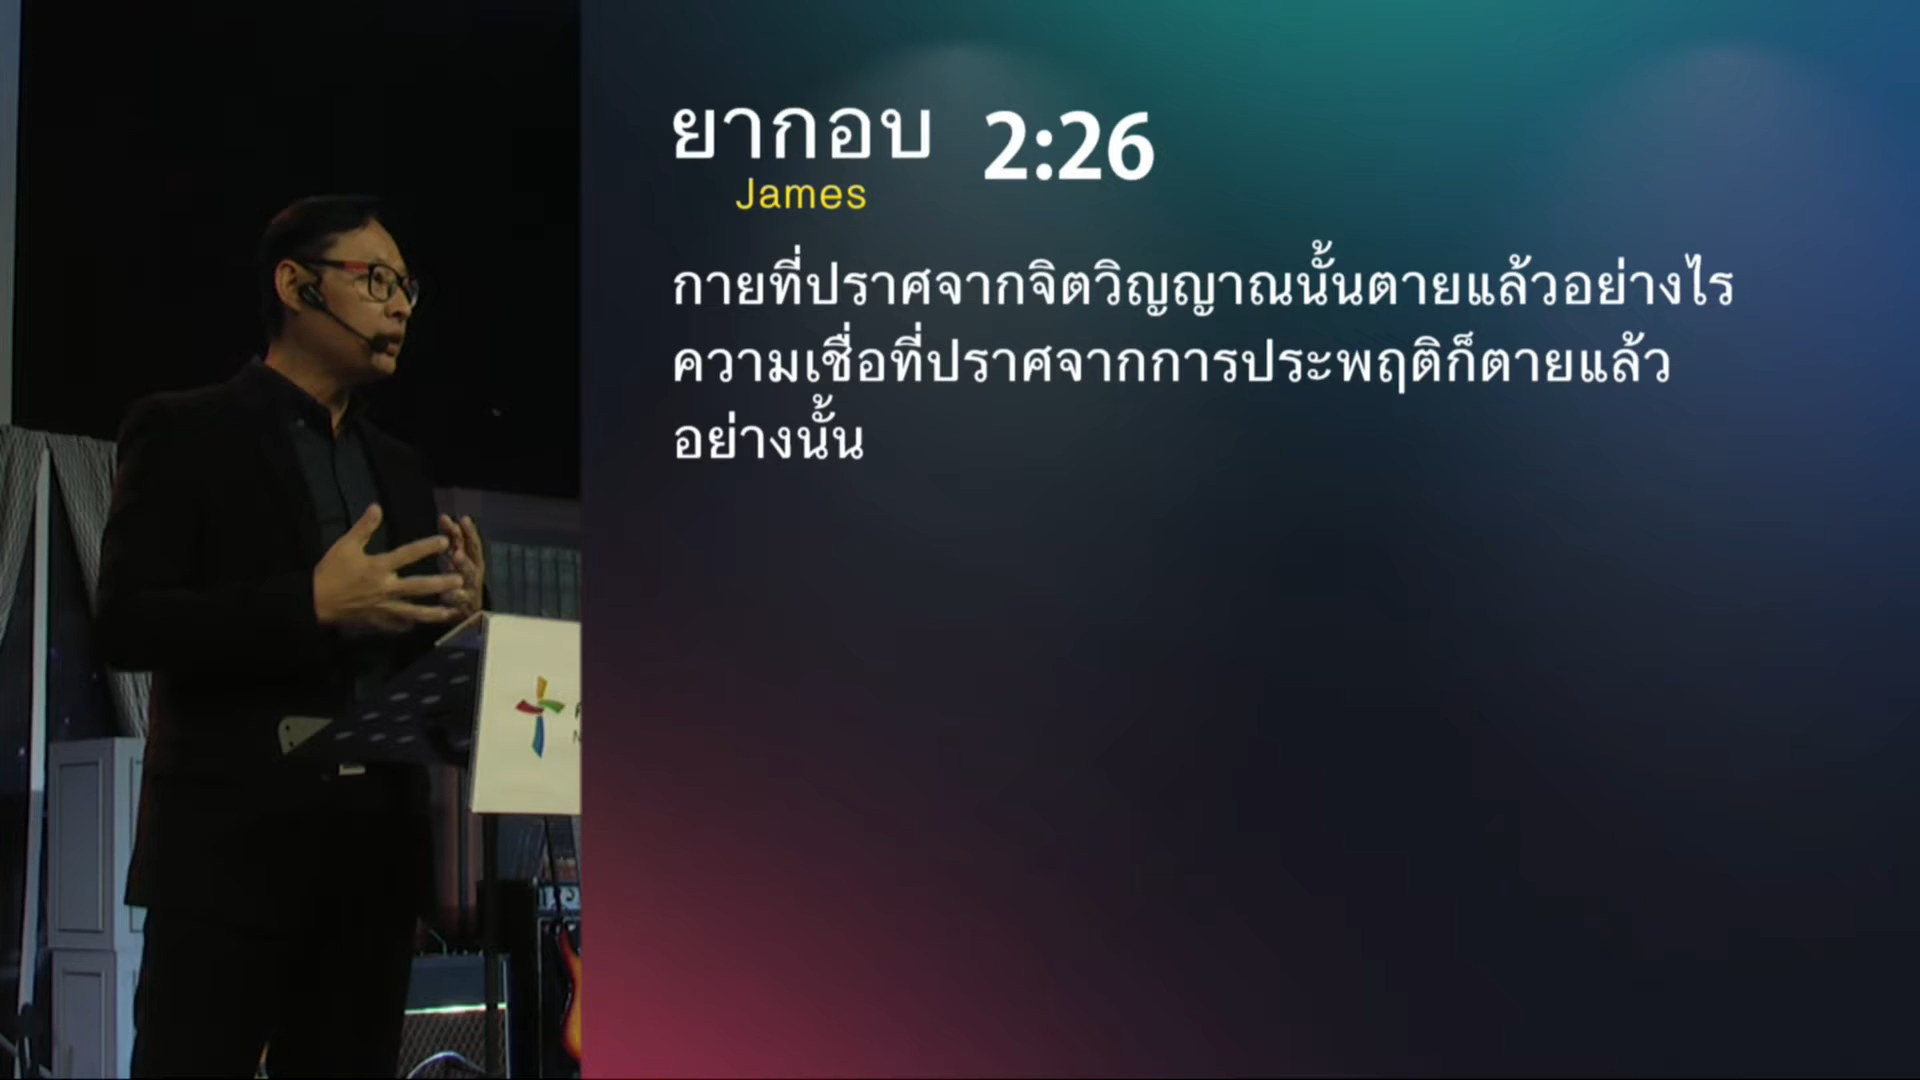 ยากอบ 2:26
James
กายที่ปราศจากจิตวิญญาณนั้นตายแล้วอย่างไร
ความเชื่อที่ปราศจากการประพฤติก็ตายแล้ว
อย่างนั้น